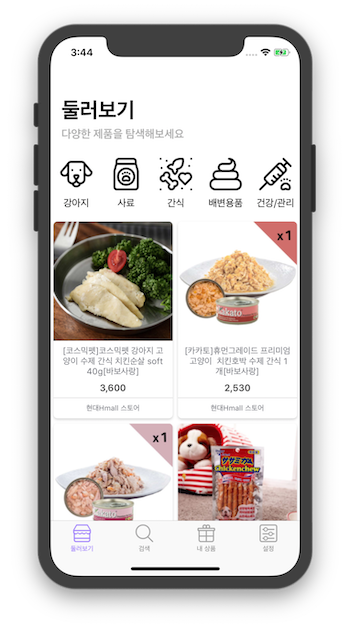 3:44
둘러보기
다양한 제품을 탐색해보세요
강아지 사료 간식 배변용품 건강/관리
x1
kakato
[코스믹펫]코스믹펫 강아지 고
양이 수제 간식 치킨순살 soft
40g[바보사랑]
3,600
현대Hmall 스토어
[카카토]휴먼그레이드 프리미엄
고양이 치킨호박 수제 간식 1
개[바보사랑]
2,530
현대Hmall 스토어
x1
ササミガム
Chickenchew
둘러보기 검색 내 상품 설정